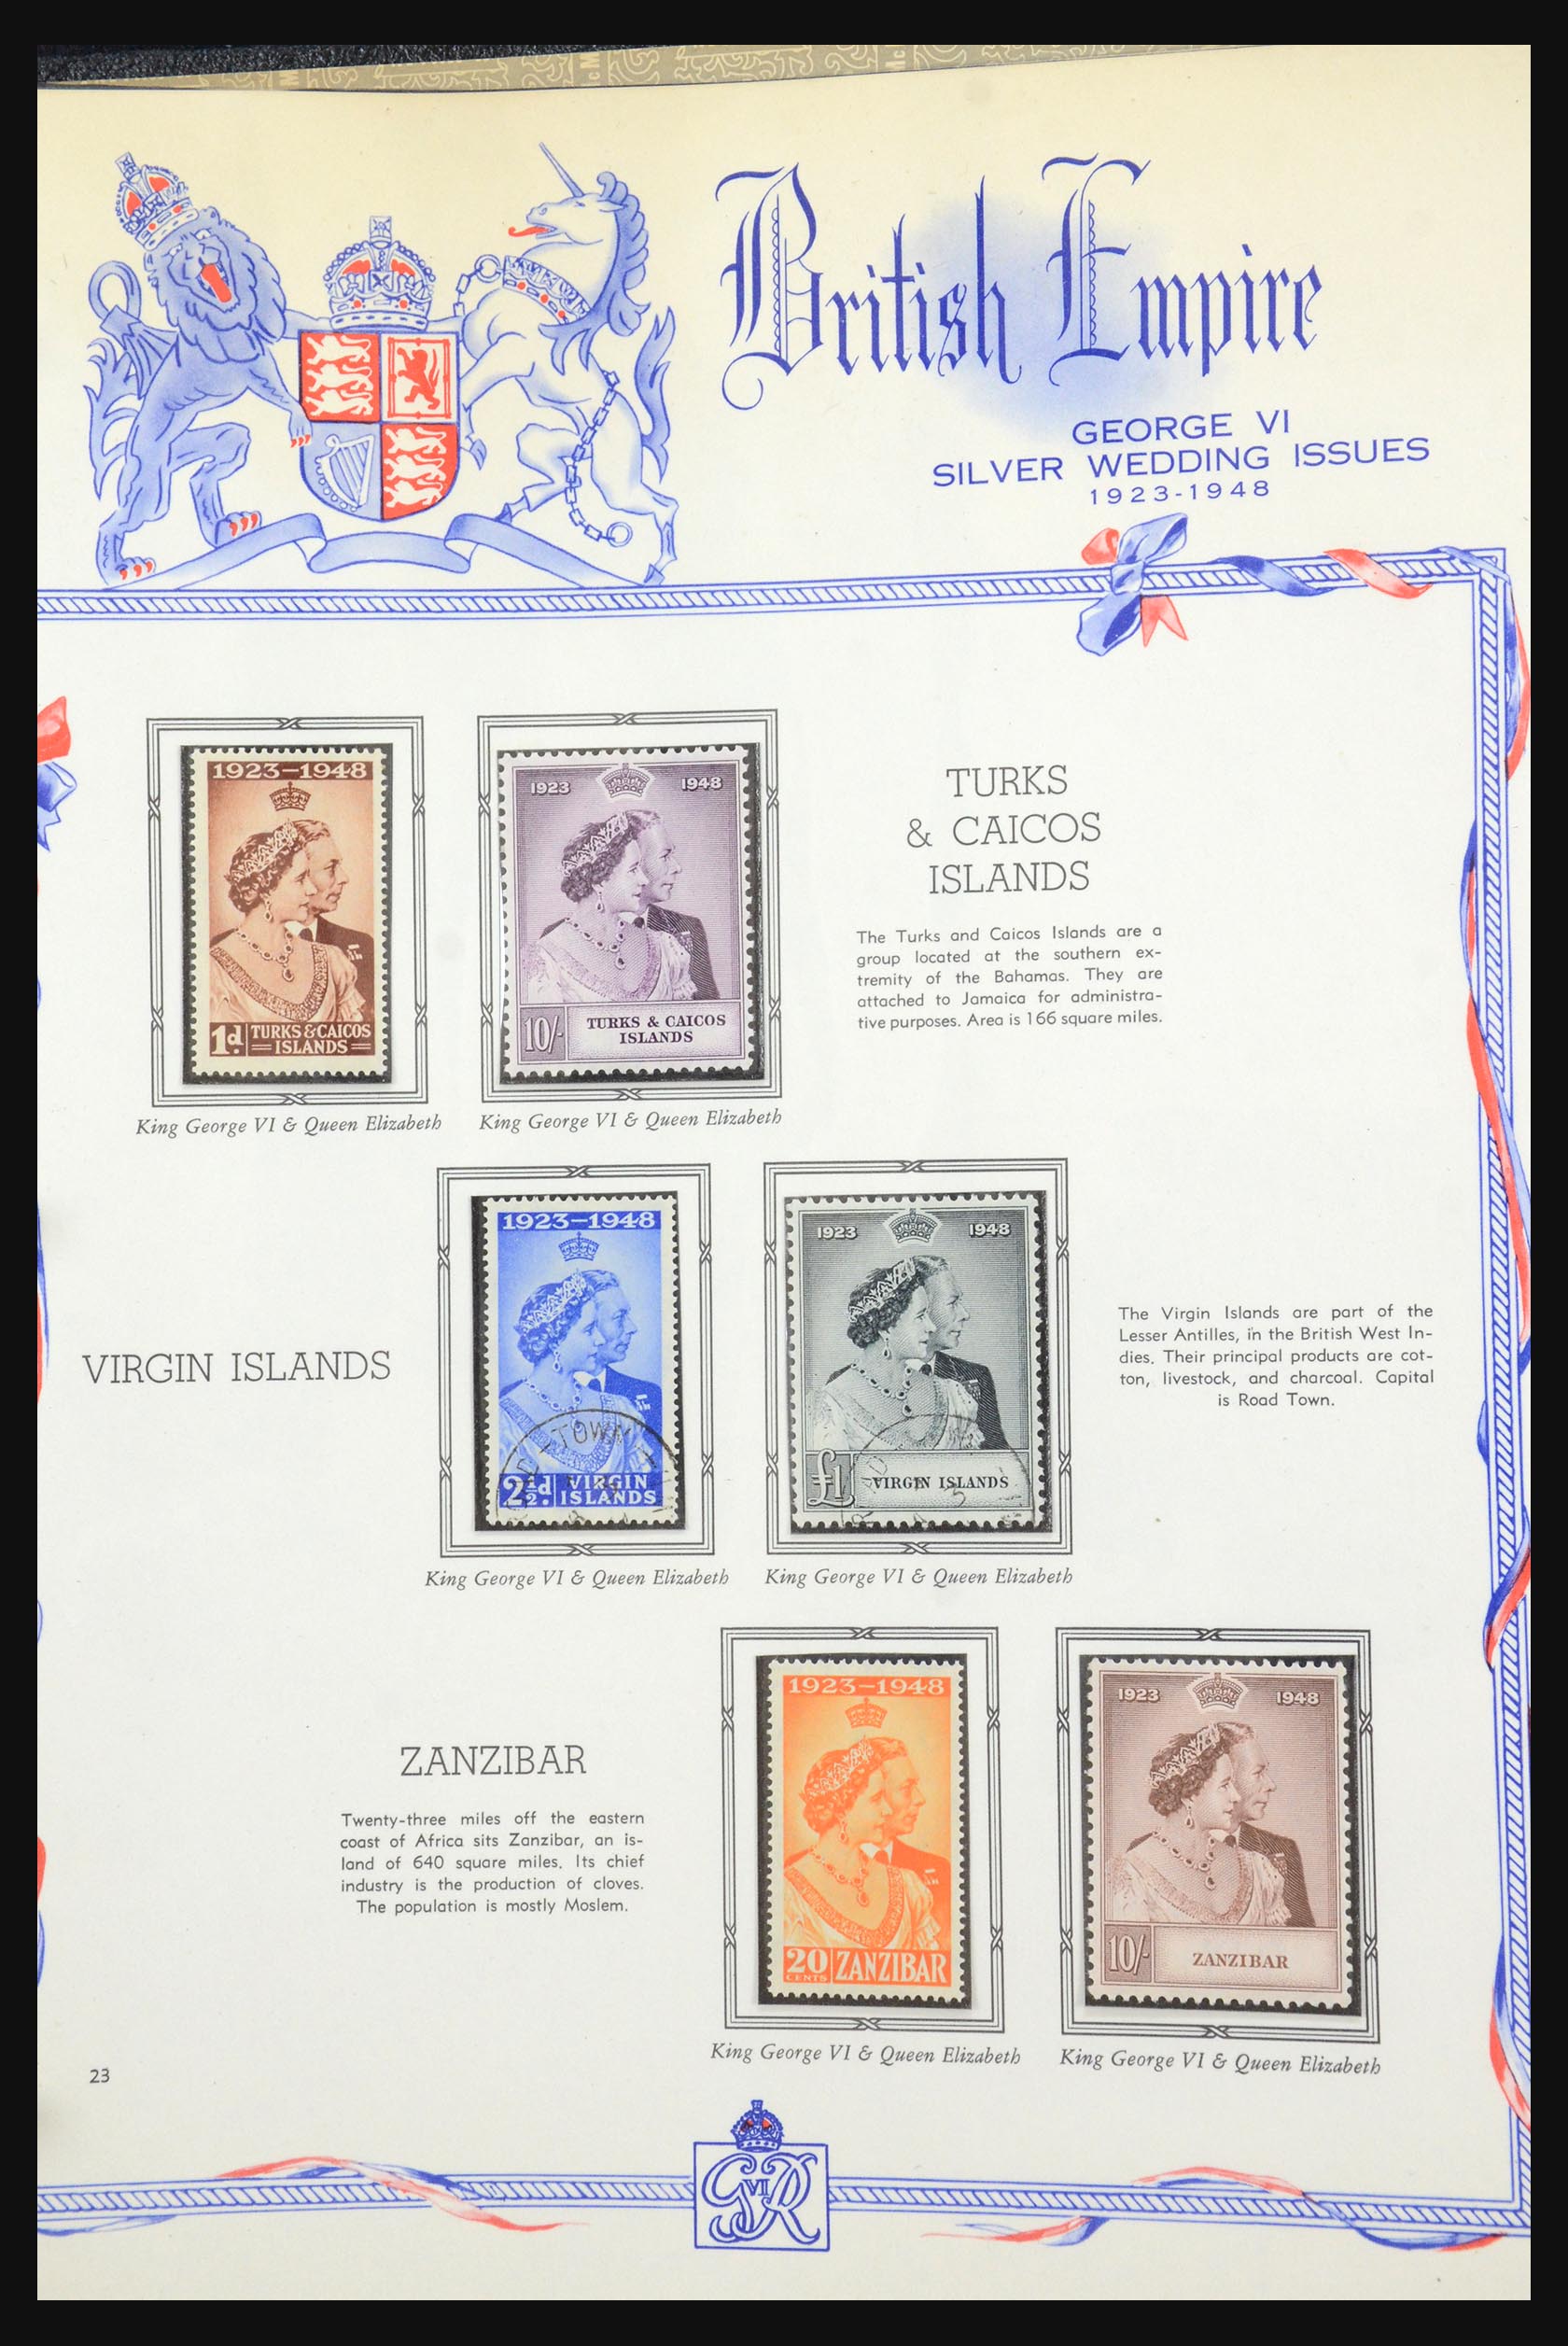 British Empire
GEORGE VI
SILVER WEDDING ISSUES
1923-1948
1923–1948
1d.
TURKS & CAICOS
ISLANDS
1923 1948
10/-
TURKS & CAICOS
ISLANDS
King George VI & Queen Elizabeth
King George VI & Queen Elizabeth
TURKS
& CAICOS
ISLANDS
The Turks and Caicos Islands are a
group located at the southern ex-
tremity of the Bahamas. They are
attached to Jamaica for administra-
tive purposes. Area is 166 square miles.
VIRGIN ISLANDS
1923–1948
TOWN
2½d.
VIRGIN
ISLANDS
1923 1948
£1
VIRGIN ISLANDS
King George VI & Queen Elizabeth
King George VI & Queen Elizabeth
The Virgin Islands are part of the
Lesser Antilles, in the British West In-
dies. Their principal products are cot-
ton, livestock, and charcoal. Capital
is Road Town.
ZANZIBAR
Twenty-three miles off the eastern
coast of Africa sits Zanzibar, an is-
land of 640 square miles. Its chief
industry is the production of cloves.
The population is mostly Moslem.
1923–1948
20
CENTS
ZANZIBAR
1923 1948
10/-
ZANZIBAR
King George VI & Queen Elizabeth
King George VI & Queen Elizabeth
23
G VI R